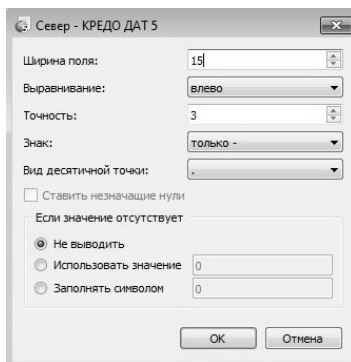 Север - КРЕДО ДАТ 5
Ширина поля: 15
Выравнивание: влево
Точность: 3
Знак: только -
Вид десятичной точки: .
Ставить незначащие нули
Если значение отсутствует
Не выводить
Использовать значение 0
Заполнять символом 0
OK Отмена